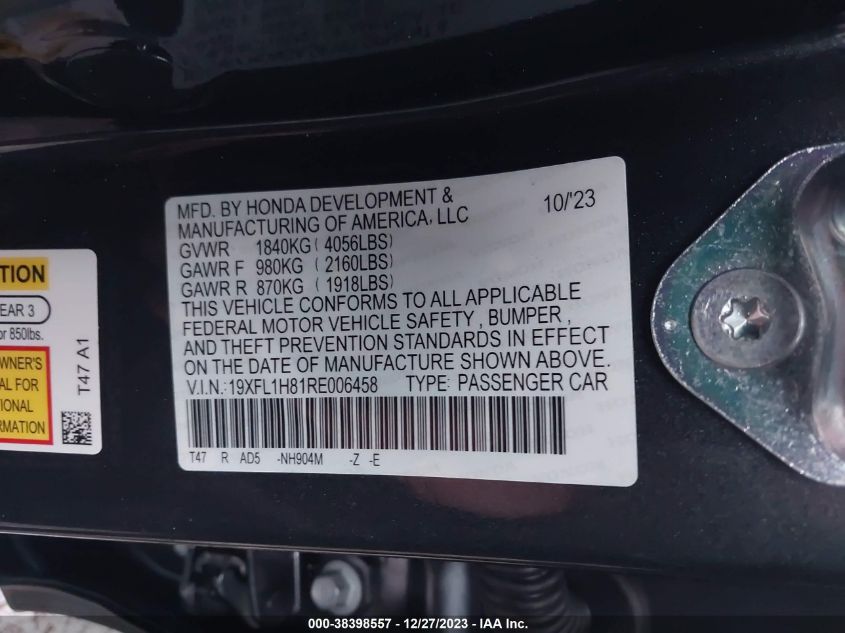 MFD. BY HONDA DEVELOPMENT &
MANUFACTURING OF AMERICA, LLC 10/'23
GVWR 1840KG ( 4056LBS)
GAWR F 980KG ( 2160LBS)
GAWR R 870KG ( 1918LBS)
THIS VEHICLE CONFORMS TO ALL APPLICABLE
FEDERAL MOTOR VEHICLE SAFETY , BUMPER ,
AND THEFT PREVENTION STANDARDS IN EFFECT
ON THE DATE OF MANUFACTURE SHOWN ABOVE.
V.I.N.:19XFL1H81RE006458 TYPE: PASSENGER CAR
T47 R AD5 -NH904M -Z -E
TION
EAR 3
or 850lbs.
WNER'S
AL FOR
TIONAL
RMATION
T47 A1
000-38398557 - 12/27/2023 - IAA Inc.